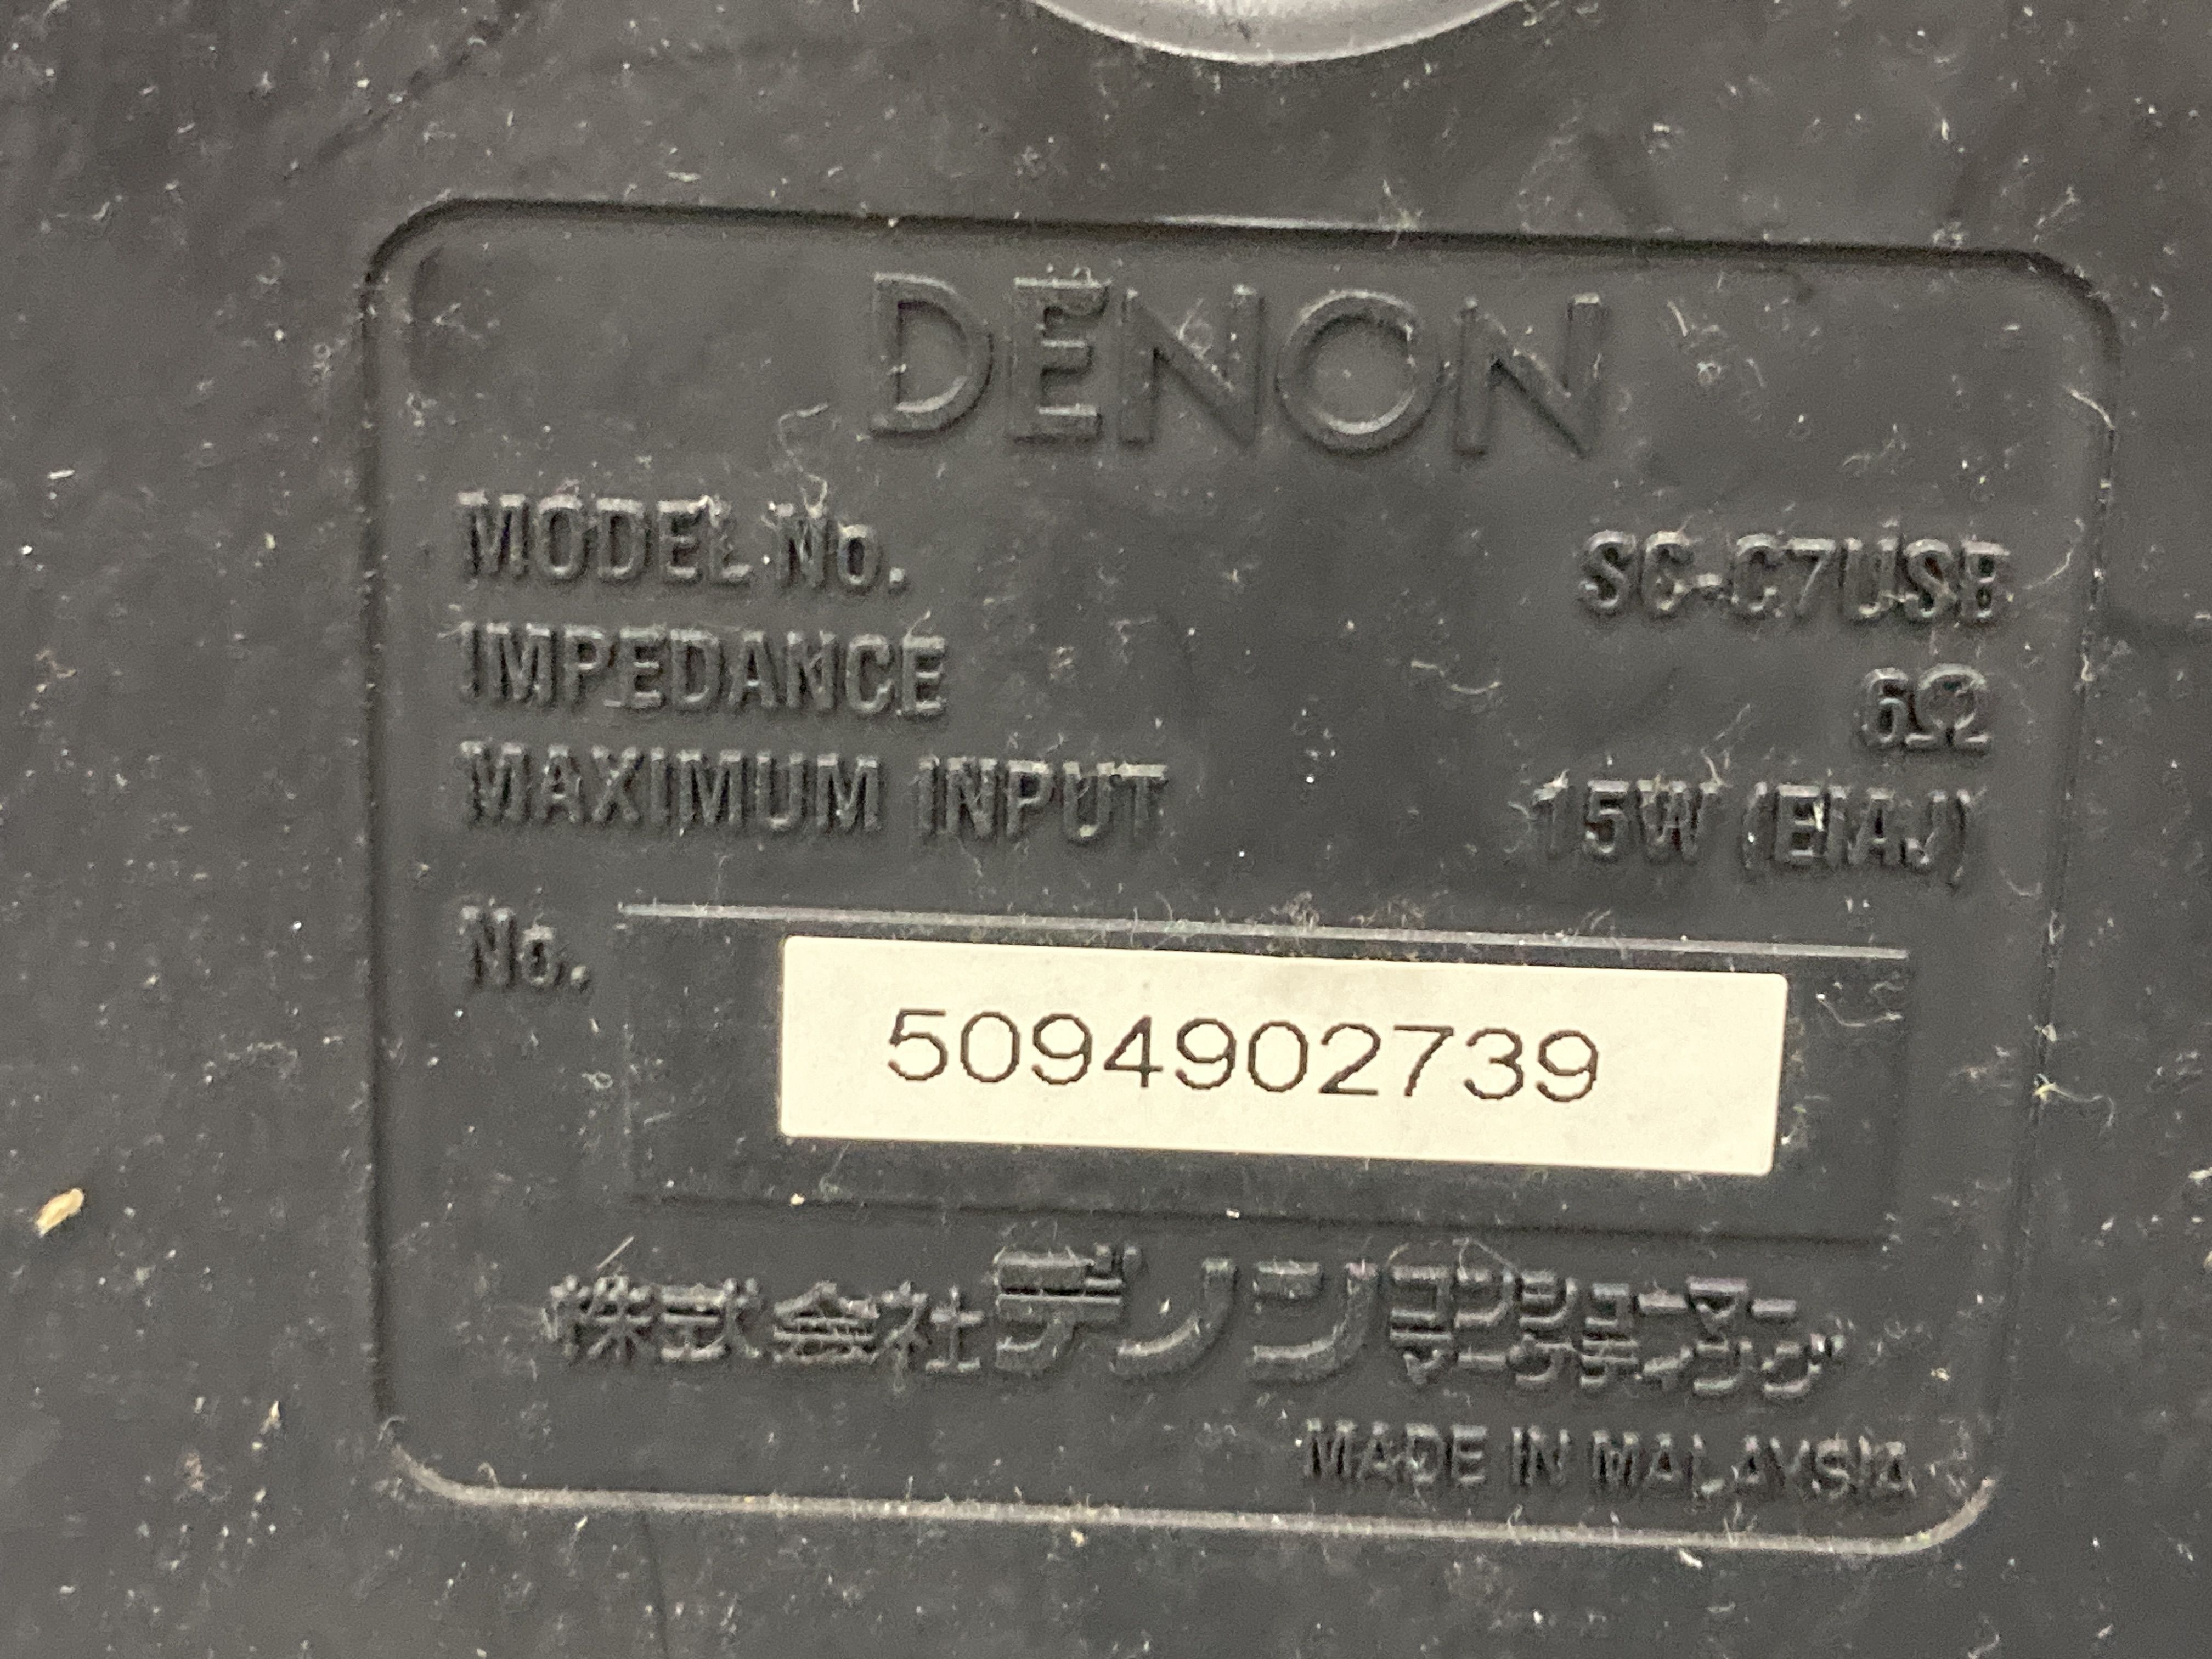 DENON
MODEL No. SC-C7USB
IMPEDANCE 6Ω
MAXIMUM INPUT 15W (EIAJ)
No. 5094902739
株式会社デノン コンシューマー マーケティング
MADE IN MALAYSIA